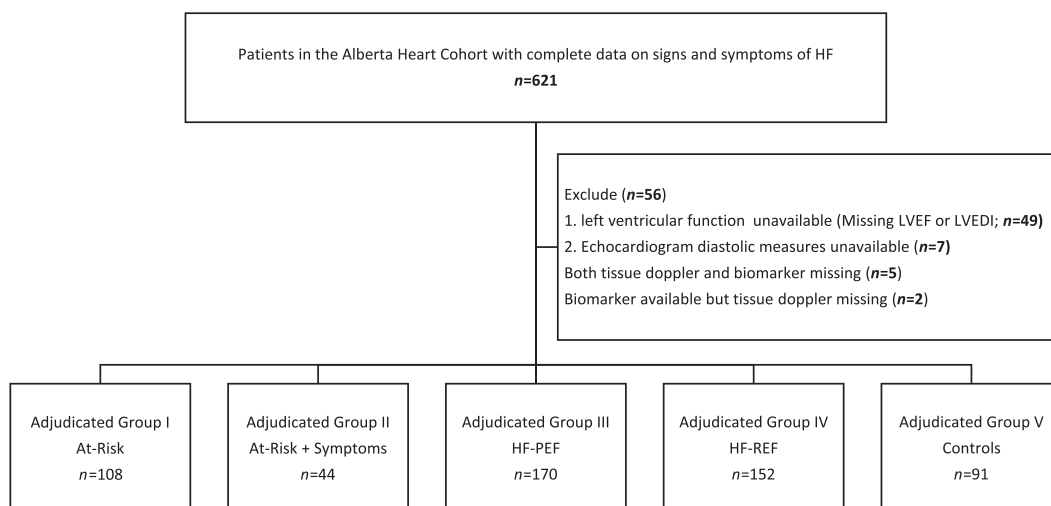 Patients in the Alberta Heart Cohort with complete data on signs and symptoms of HF
n=621
Exclude (n=56)
1. left ventricular function unavailable (Missing LVEF or LVEDI; n=49)
2. Echocardiogram diastolic measures unavailable (n=7)
Both tissue doppler and biomarker missing (n=5)
Biomarker available but tissue doppler missing (n=2)
Adjudicated Group I
At-Risk
n=108
Adjudicated Group II
At-Risk + Symptoms
n=44
Adjudicated Group III
HF-PEF
n=170
Adjudicated Group IV
HF-REF
n=152
Adjudicated Group V
Controls
n=91